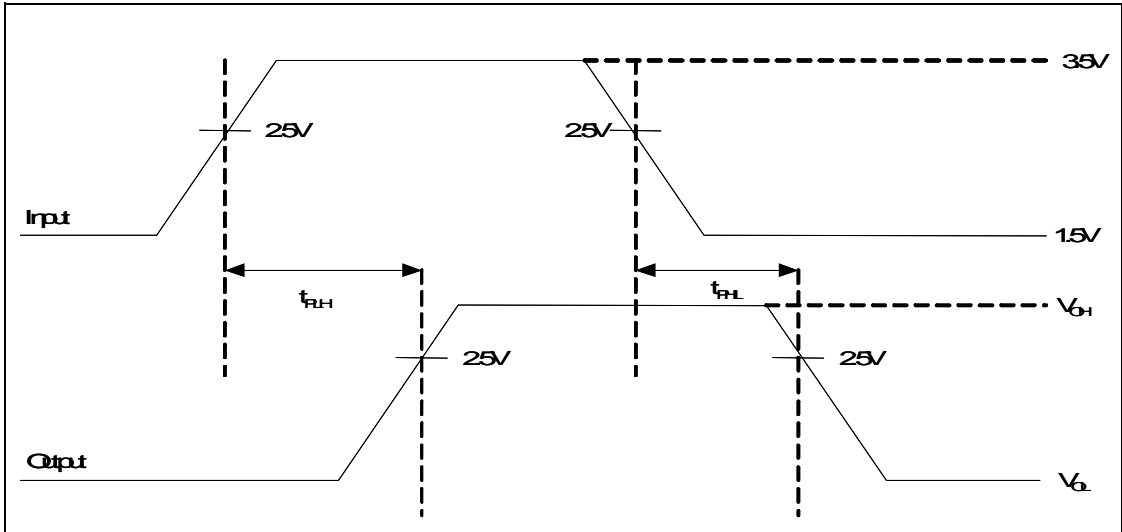 3.5V
2.5V
2.5V
Input
1.5V
tPLH
tPHL
VOH
2.5V
2.5V
Output
VOL